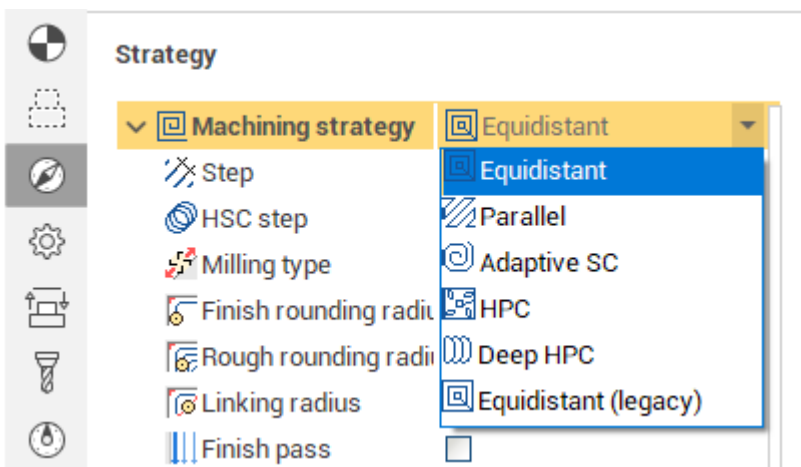 Strategy
Machining strategy Equidistant
Step Equidistant
HSC step Parallel
Milling type Adaptive SC
Finish rounding radiu HPC
Rough rounding radi Deep HPC
Linking radius Equidistant (legacy)
Finish pass